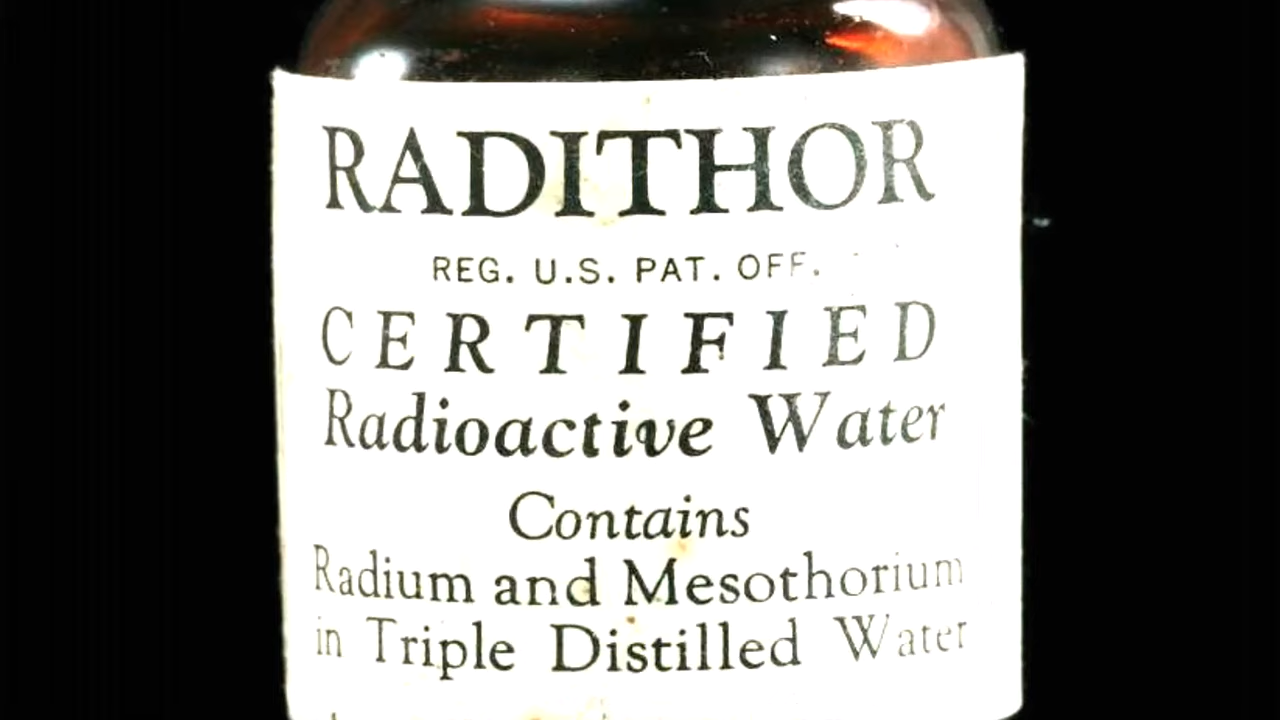 RADITHOR
REG. U.S. PAT. OFF.
CERTIFIED
Radioactive Water
Contains
Radium and Mesothorium
in Triple Distilled Water